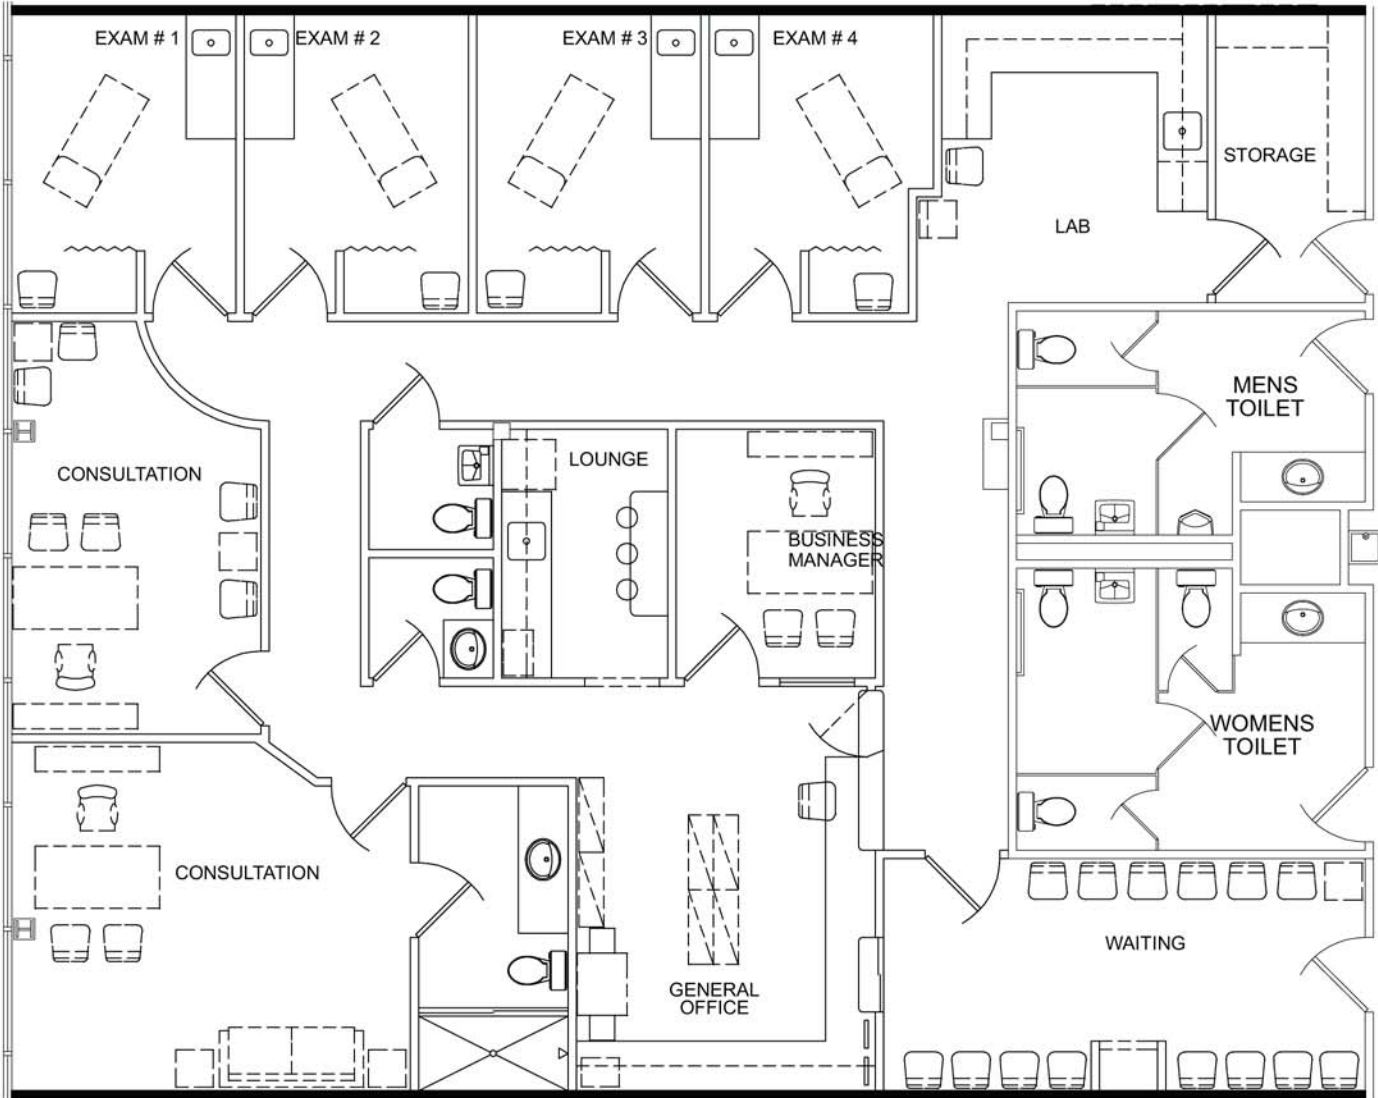 EXAM # 1
EXAM # 2
EXAM # 3
EXAM # 4
STORAGE
LAB
MENS
TOILET
CONSULTATION
LOUNGE
BUSINESS
MANAGER
WOMENS
TOILET
CONSULTATION
WAITING
GENERAL
OFFICE